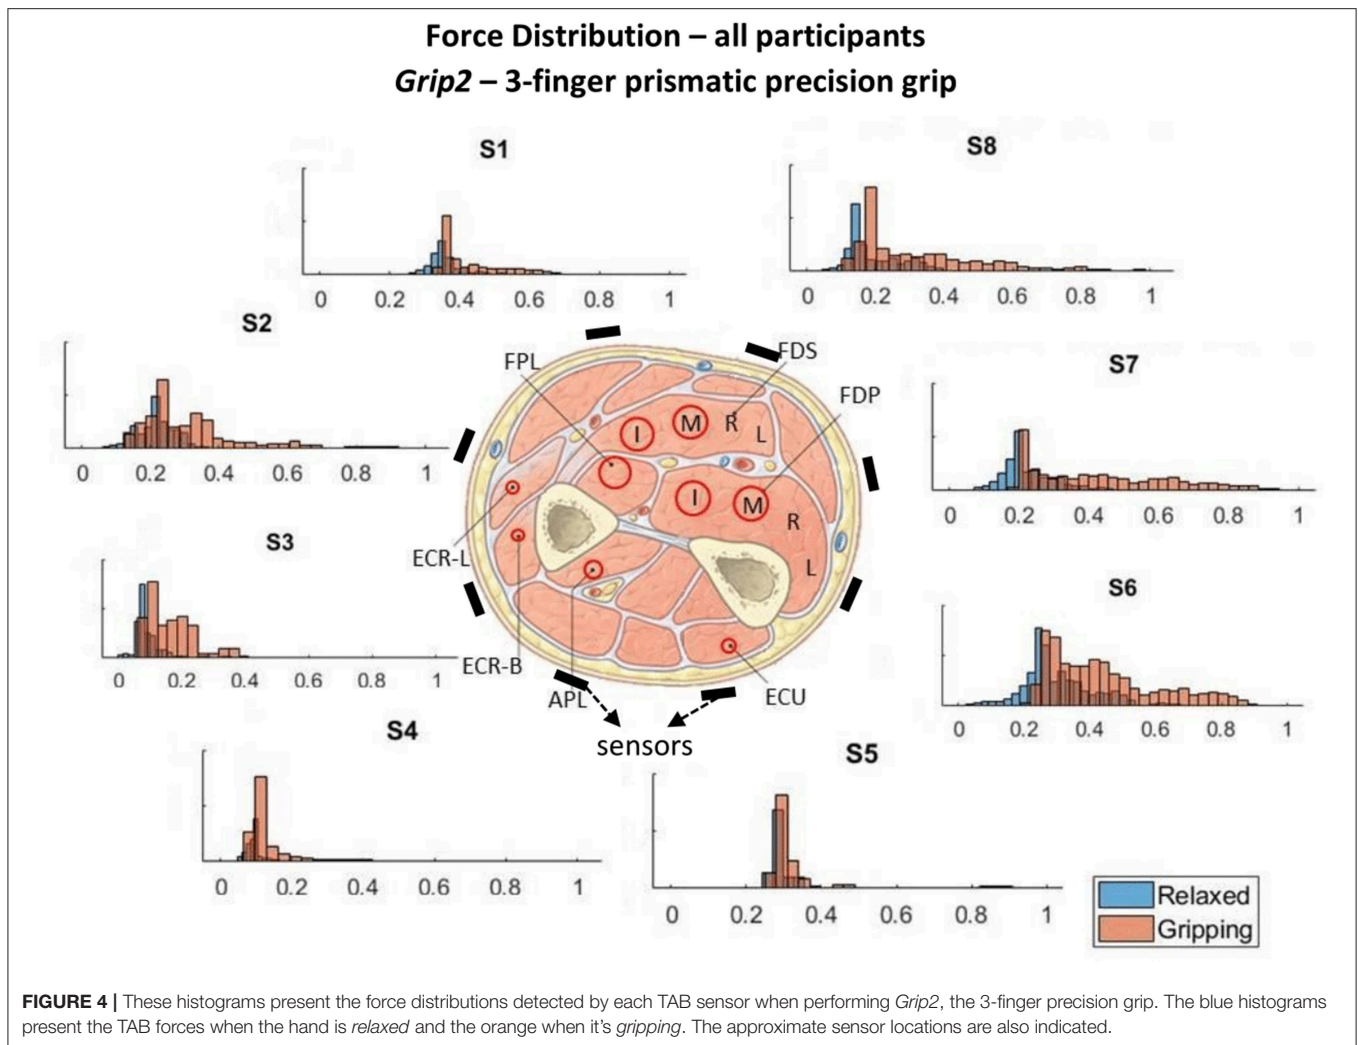 Force Distribution – all participants
Grip2 – 3-finger prismatic precision grip
S1
0 0.2 0.4 0.6 0.8 1
S8
0 0.2 0.4 0.6 0.8 1
S2
0 0.2 0.4 0.6 0.8 1
S7
0 0.2 0.4 0.6 0.8 1
S3
0 0.2 0.4 0.6 0.8 1
S6
0 0.2 0.4 0.6 0.8 1
S4
0 0.2 0.4 0.6 0.8 1
S5
0 0.2 0.4 0.6 0.8 1
FPL
FDS
FDP
I M R L
I M R L
ECR-L
ECR-B
APL
ECU
sensors
Relaxed
Gripping
FIGURE 4 | These histograms present the force distributions detected by each TAB sensor when performing Grip2, the 3-finger precision grip. The blue histograms
present the TAB forces when the hand is relaxed and the orange when it's gripping. The approximate sensor locations are also indicated.